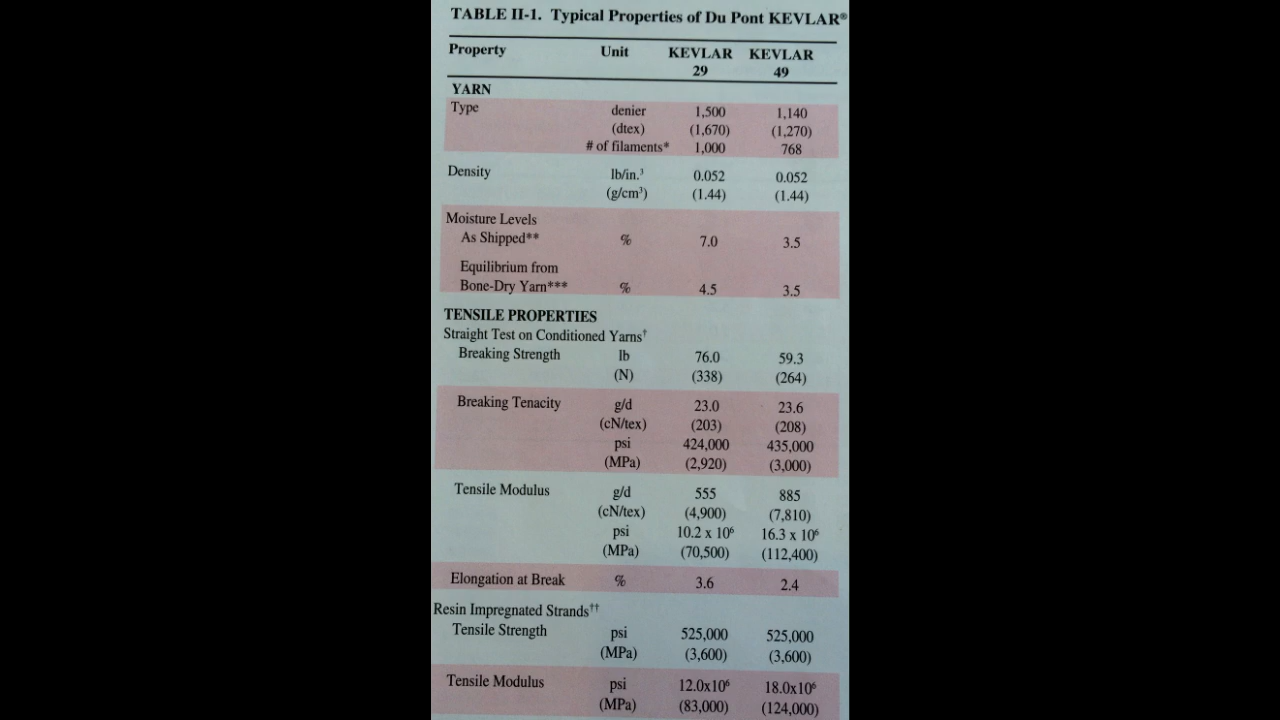 TABLE II-1. Typical Properties of Du Pont KEVLAR®
Property Unit KEVLAR 29 KEVLAR 49
YARN
Type denier 1,500 1,140
(dtex) (1,670) (1,270)
# of filaments* 1,000 768
Density lb/in.³ 0.052 0.052
(g/cm³) (1.44) (1.44)
Moisture Levels
As Shipped** % 7.0 3.5
Equilibrium from
Bone-Dry Yarn*** % 4.5 3.5
TENSILE PROPERTIES
Straight Test on Conditioned Yarns†
Breaking Strength lb 76.0 59.3
(N) (338) (264)
Breaking Tenacity g/d 23.0 23.6
(cN/tex) (203) (208)
psi 424,000 435,000
(MPa) (2,920) (3,000)
Tensile Modulus g/d 555 885
(cN/tex) (4,900) (7,810)
psi 10.2 x 10⁶ 16.3 x 10⁶
(MPa) (70,500) (112,400)
Elongation at Break % 3.6 2.4
Resin Impregnated Strands††
Tensile Strength psi 525,000 525,000
(MPa) (3,600) (3,600)
Tensile Modulus psi 12.0x10⁶ 18.0x10⁶
(MPa) (83,000) (124,000)